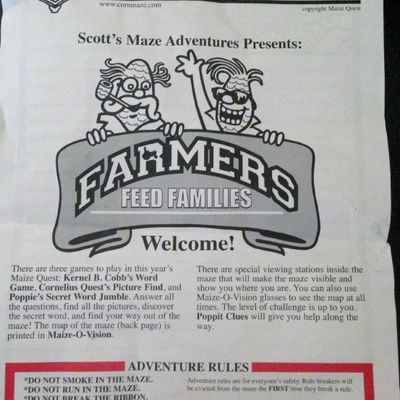 www.cornmaze.com
copyright Maize Quest
Scott's Maze Adventures Presents:
FARMERS
FEED FAMILIES
Welcome!
There are three games to play in this year's
Maize Quest: Kernel B. Cobb's Word
Game, Cornelius Quest's Picture Find, and
Poppie's Secret Word Jumble. Answer all
the questions, find all the pictures, discover
the secret word, and find your way out of the
maze! The map of the maze (back page) is
printed in Maize-O-Vision.
There are special viewing stations inside the
maze that will make the maze visible and
show you where you are. You can also use
Maize-O-Vision glasses to see the map at all
times. The level of challenge is up to you.
Poppit Clues will give you help along the
way.
ADVENTURE RULES
*DO NOT SMOKE IN THE MAZE.
*DO NOT RUN IN THE MAZE.
*DO NOT BREAK THE RIBBON.
Adventure rules are for everyone's safety. Rule breakers will
be evicted from the maze the FIRST time they break a rule.